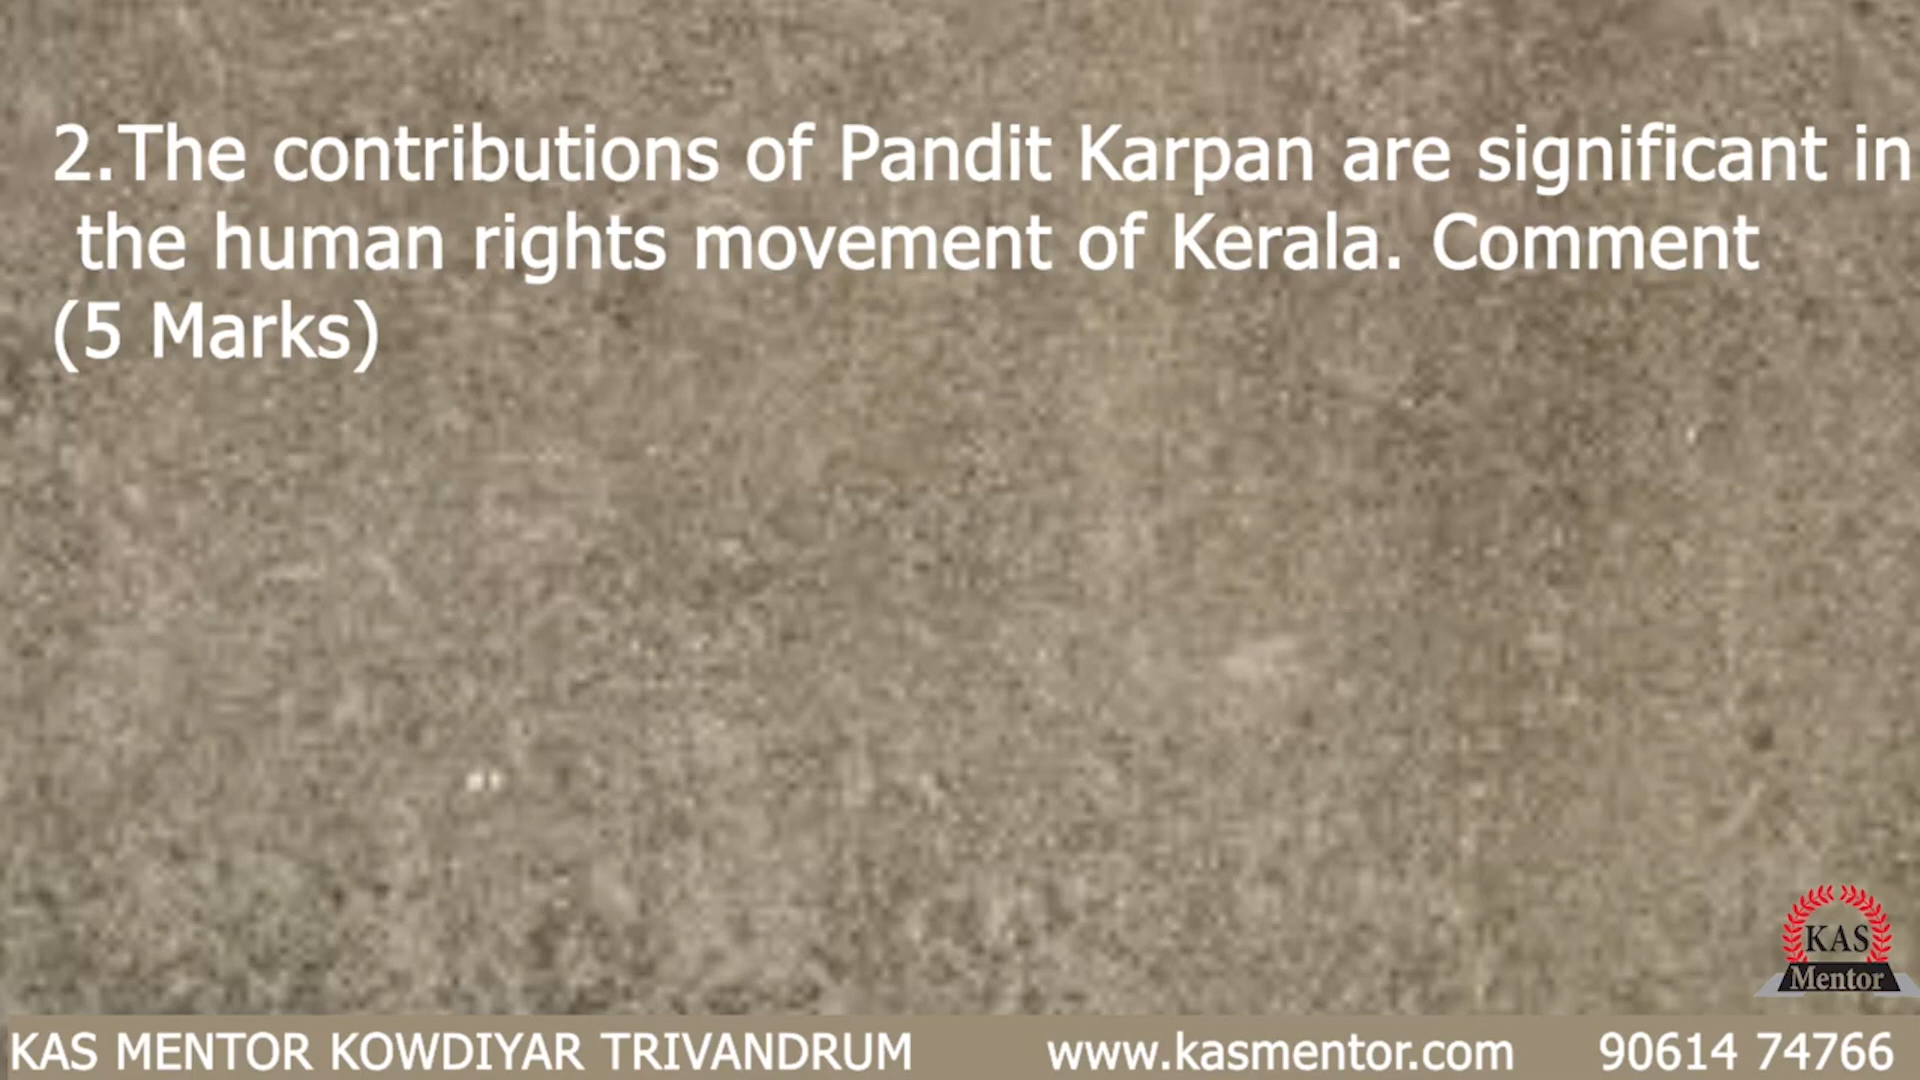 2.The contributions of Pandit Karpan are significant in
the human rights movement of Kerala. Comment
(5 Marks)
KAS
Mentor
KAS MENTOR KOWDIYAR TRIVANDRUM www.kasmentor.com 90614 74766